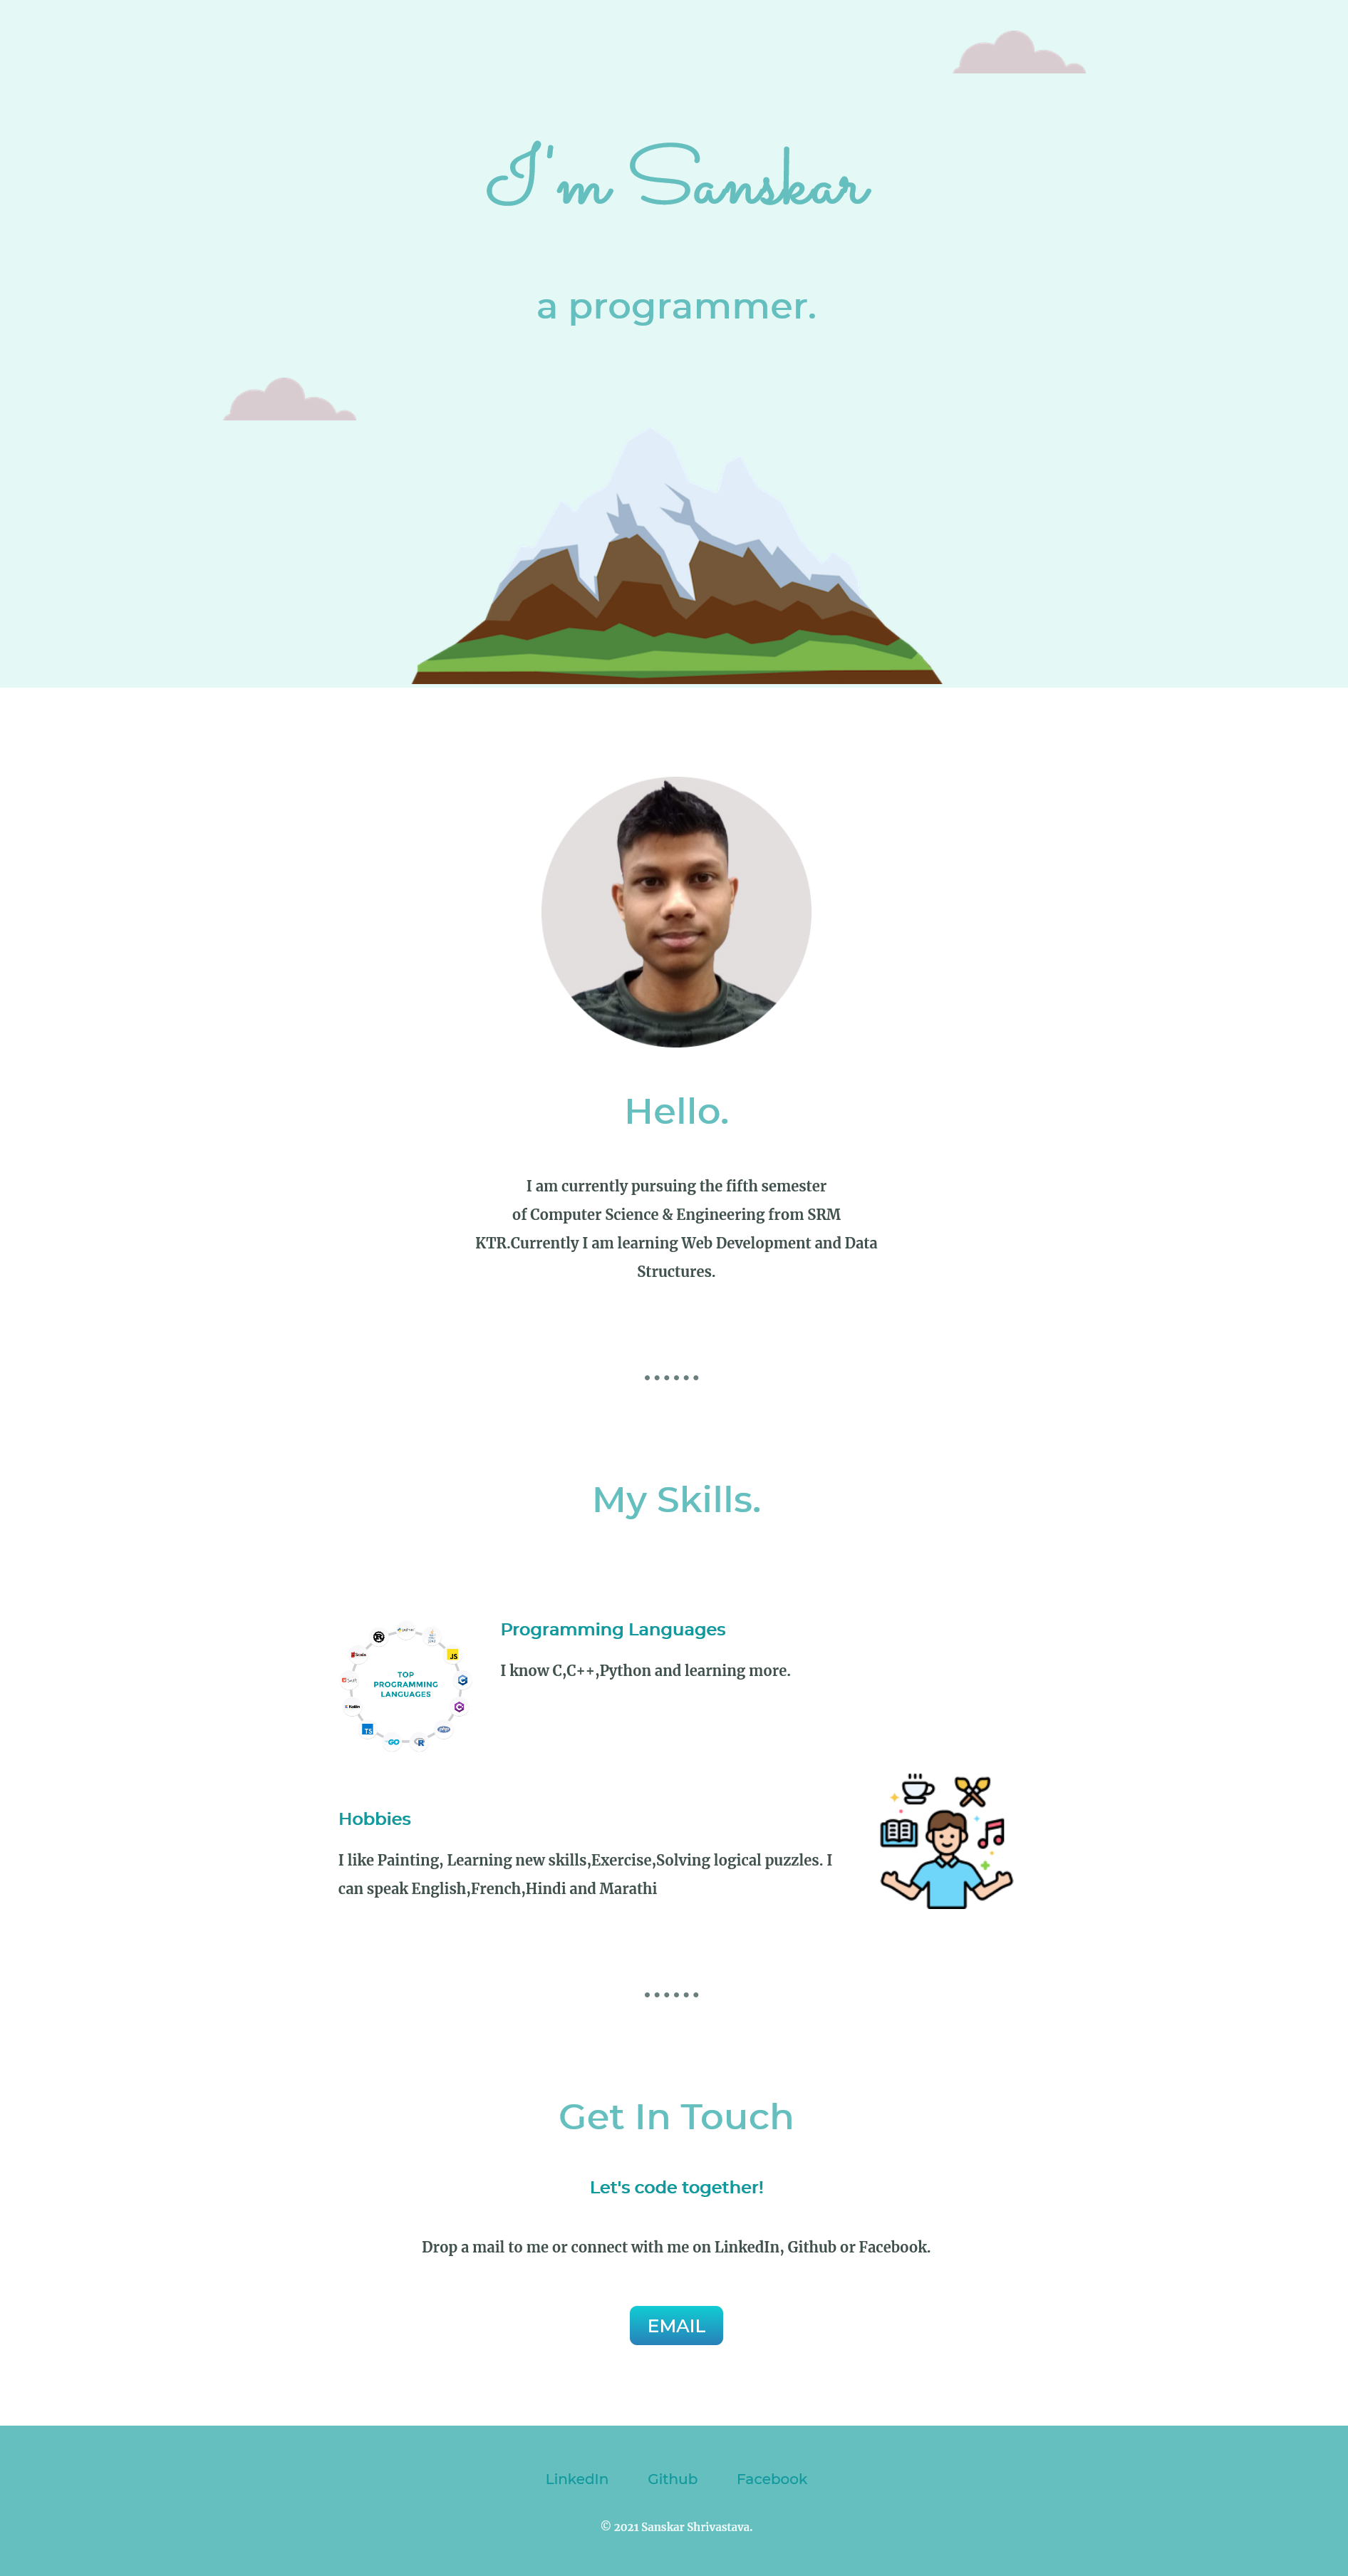 I'm Sanskar
a programmer.
Hello.
I am currently pursuing the fifth semester
of Computer Science & Engineering from SRM
KTR.Currently I am learning Web Development and Data
Structures.
My Skills.
Programming Languages
I know C,C++,Python and learning more.
python
JS
Scala
TOP
PROGRAMMING
LANGUAGES
Kotlin
TS
GO
R
php
Hobbies
I like Painting, Learning new skills,Exercise,Solving logical puzzles. I
can speak English,French,Hindi and Marathi
Get In Touch
Let's code together!
Drop a mail to me or connect with me on LinkedIn, Github or Facebook.
EMAIL
LinkedIn Github Facebook
© 2021 Sanskar Shrivastava.